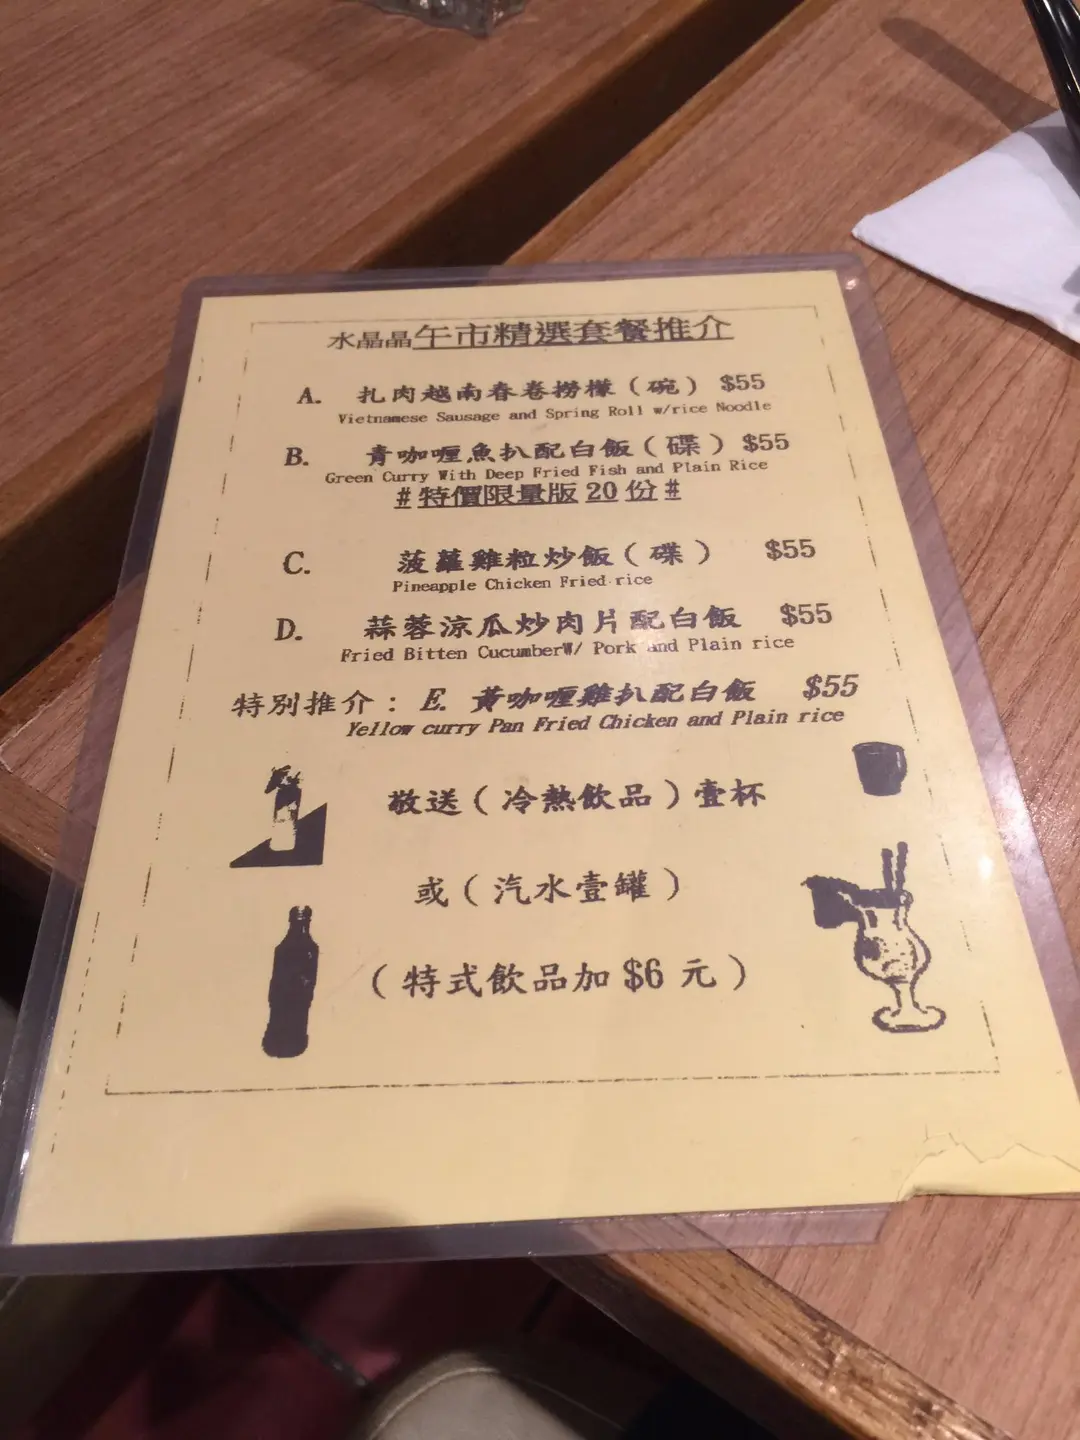 水晶晶午市精選套餐推介
A. 扎肉越南春卷撈檬（碗）$55
Vietnamese Sausage and Spring Roll w/rice Noodle
B. 青咖喱魚扒配白飯（碟）$55
Green Curry With Deep Fried Fish and Plain Rice
#特價限量版20份#
C. 菠蘿雞粒炒飯（碟） $55
Pineapple Chicken Fried rice
D. 蒜蓉涼瓜炒肉片配白飯 $55
Fried Bitten CucumberW/ Pork and Plain rice
特別推介：E. 黃咖喱雞扒配白飯 $55
Yellow curry Pan Fried Chicken and Plain rice
敬送（冷熱飲品）壹杯
或（汽水壹罐）
（特式飲品加$6元）